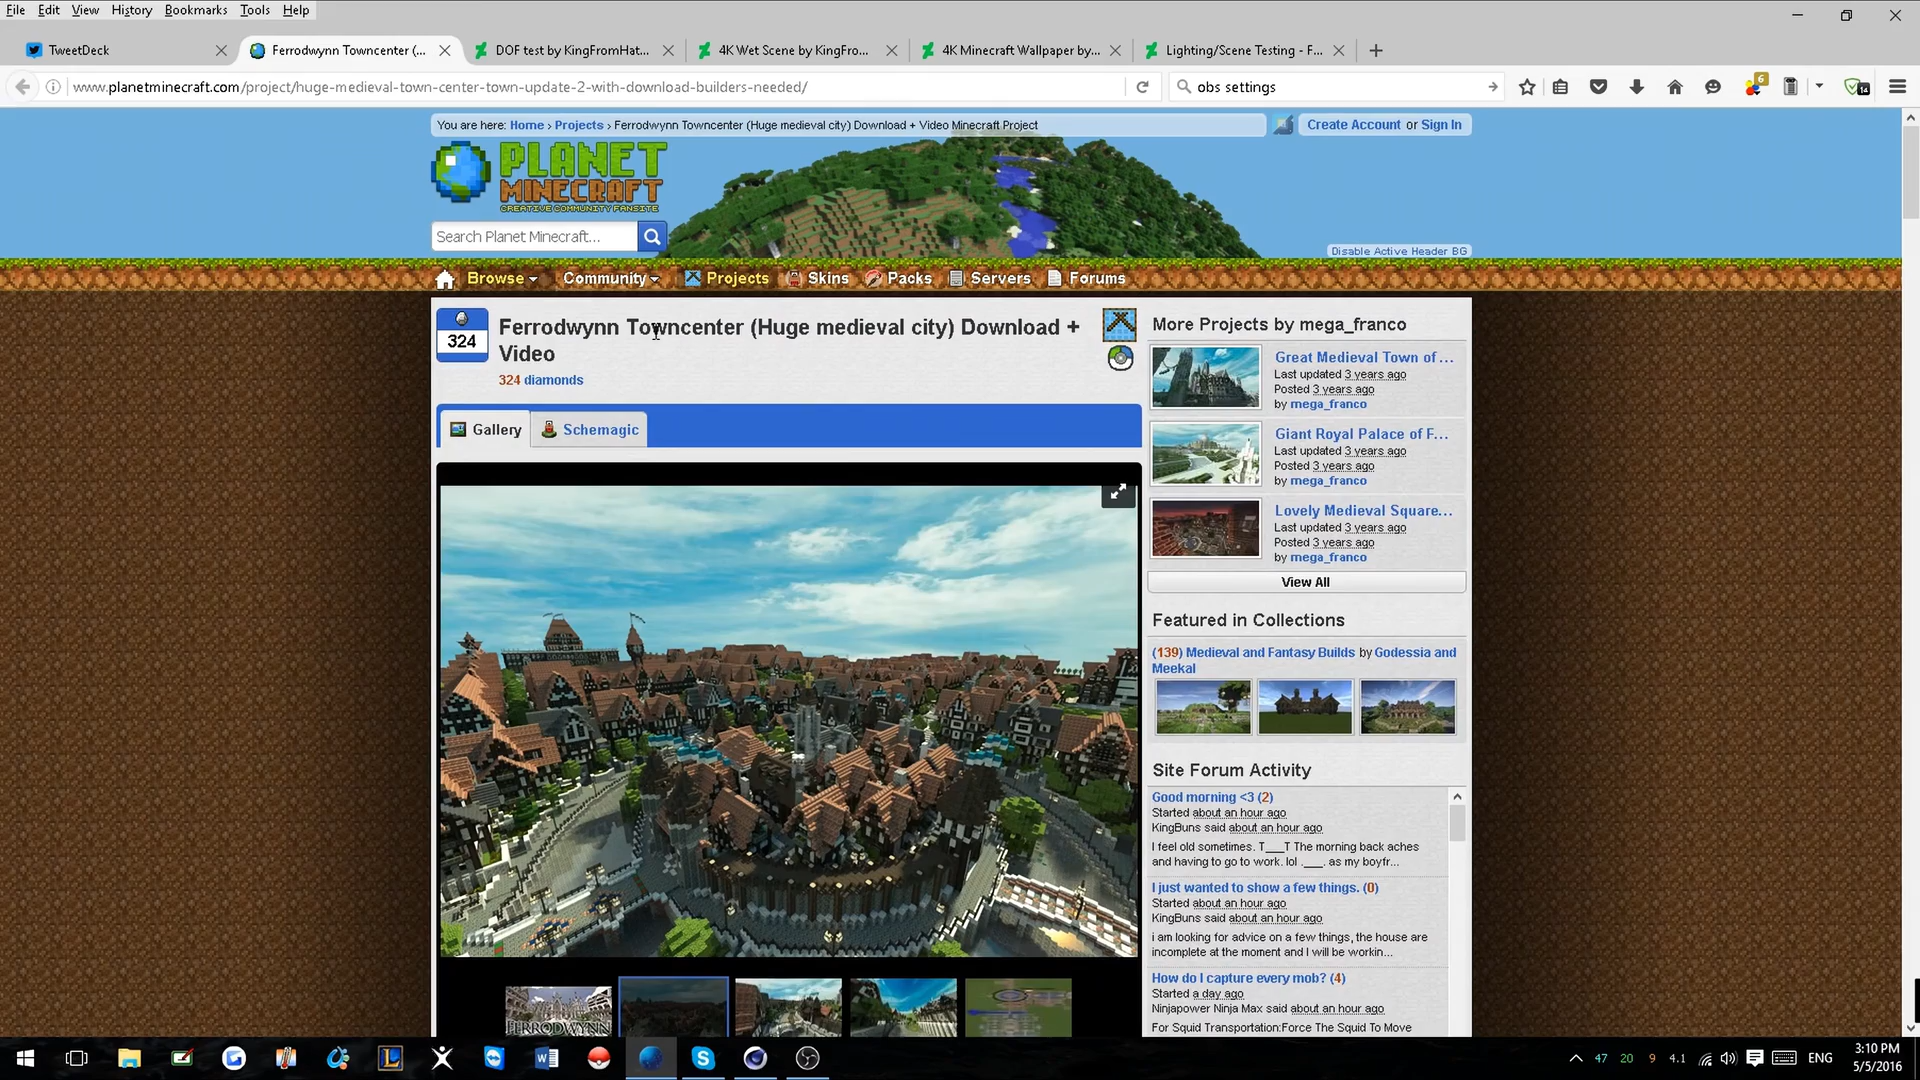 File Edit View History Bookmarks Tools Help
TweetDeck
Ferrodwynn Towncenter (...
DOF test by KingFromHat...
4K Wet Scene by KingFro...
4K Minecraft Wallpaper by...
Lighting/Scene Testing - F...
www.planetminecraft.com/project/huge-medieval-town-center-town-update-2-with-download-builders-needed/
obs settings
6
14
You are here: Home › Projects › Ferrodwynn Towncenter (Huge medieval city) Download + Video Minecraft Project
Create Account or Sign In
PLANET
MINECRAFT
CREATIVE COMMUNITY FANSITE
Search Planet Minecraft...
Disable Active Header BG
Browse Community Projects Skins Packs Servers Forums
324
Ferrodwynn Towncenter (Huge medieval city) Download +
Video
324 diamonds
Gallery
Schemagic
More Projects by mega_franco
Great Medieval Town of ...
Last updated 3 years ago
Posted 3 years ago
by mega_franco
Giant Royal Palace of F...
Last updated 3 years ago
Posted 3 years ago
by mega_franco
Lovely Medieval Square...
Last updated 3 years ago
Posted 3 years ago
by mega_franco
View All
Featured in Collections
(139) Medieval and Fantasy Builds by Godessia and
Meekal
Site Forum Activity
Good morning <3 (2)
Started about an hour ago
KingBuns said about an hour ago
I feel old sometimes. T___T The morning back aches
and having to go to work. lol .___. as my boyfr...
I just wanted to show a few things. (0)
Started about an hour ago
KingBuns said about an hour ago
i am looking for advice on a few things, the house are
incomplete at the moment and I will be workin...
How do I capture every mob? (4)
Started a day ago
Ninjapower Ninja Max said about an hour ago
For Squid Transportation:Force The Squid To Move
FERRODWYNN
47 20 9 4.1
ENG
3:10 PM
5/5/2016